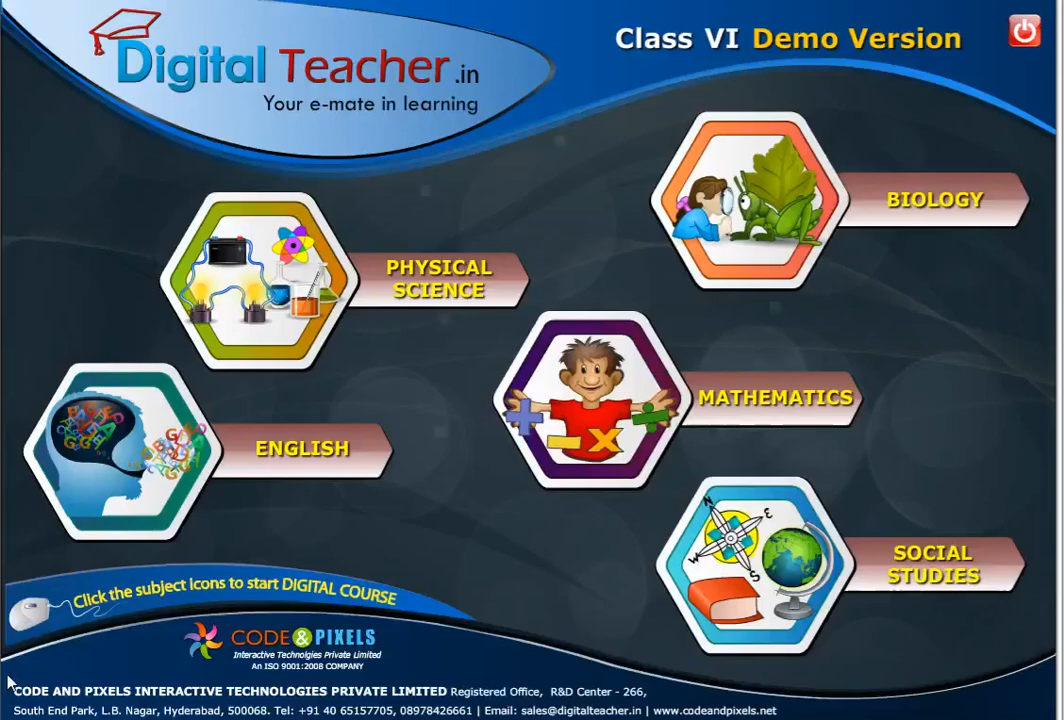 Digital Teacher.in
Your e-mate in learning
Class VI Demo Version
BIOLOGY
PHYSICAL
SCIENCE
MATHEMATICS
ENGLISH
N
E
W
S
SOCIAL
STUDIES
Click the subject icons to start DIGITAL COURSE
CODE & PIXELS
Interactive Technolgies Private Limited
An ISO 9001:2008 COMPANY
CODE AND PIXELS INTERACTIVE TECHNOLOGIES PRIVATE LIMITED Registered Office, R&D Center - 266,
South End Park, L.B. Nagar, Hyderabad, 500068. Tel: +91 40 65157705, 08978426661 | Email: sales@digitalteacher.in | www.codeandpixels.net